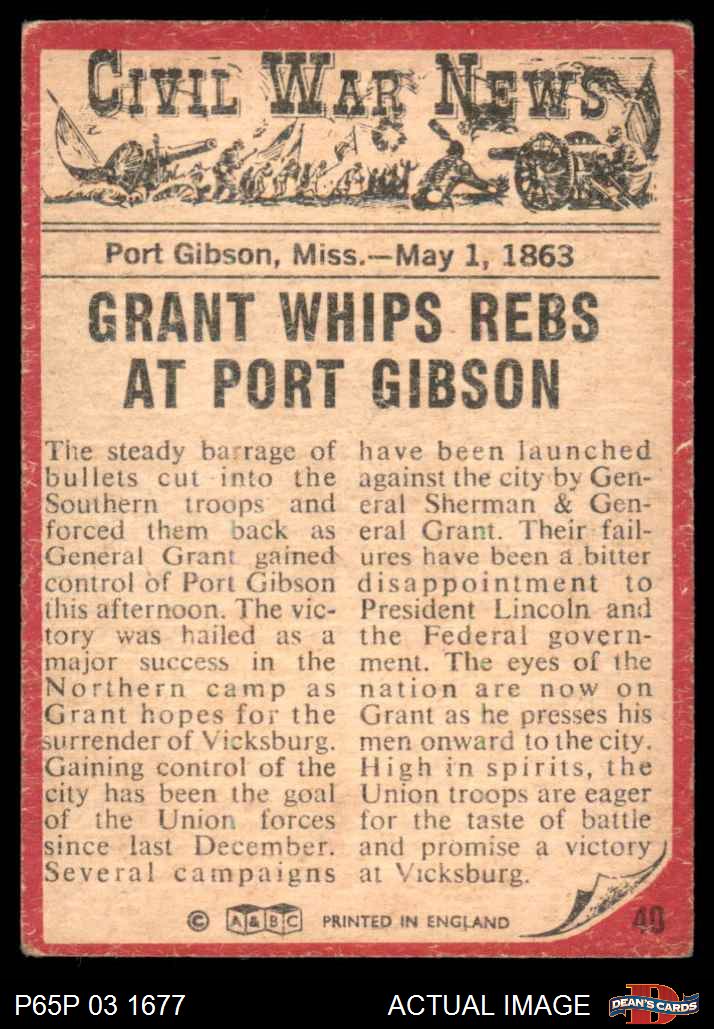 CIVIL WAR NEWS
Port Gibson, Miss.—May 1, 1863
GRANT WHIPS REBS
AT PORT GIBSON
The steady barrage of
bullets cut into the
Southern troops and
forced them back as
General Grant gained
control of Port Gibson
this afternoon. The vic-
tory was hailed as a
major success in the
Northern camp as
Grant hopes for the
surrender of Vicksburg.
Gaining control of the
city has been the goal
of the Union forces
since last December.
Several campaigns
have been launched
against the city by Gen-
eral Sherman & Gen-
eral Grant. Their fail-
ures have been a bitter
disappointment to
President Lincoln and
the Federal govern-
ment. The eyes of the
nation are now on
Grant as he presses his
men onward to the city.
High in spirits, the
Union troops are eager
for the taste of battle
and promise a victory
at Vicksburg.
© A&BC PRINTED IN ENGLAND
40
P65P 03 1677
ACTUAL IMAGE
D
DEAN'S CARDS